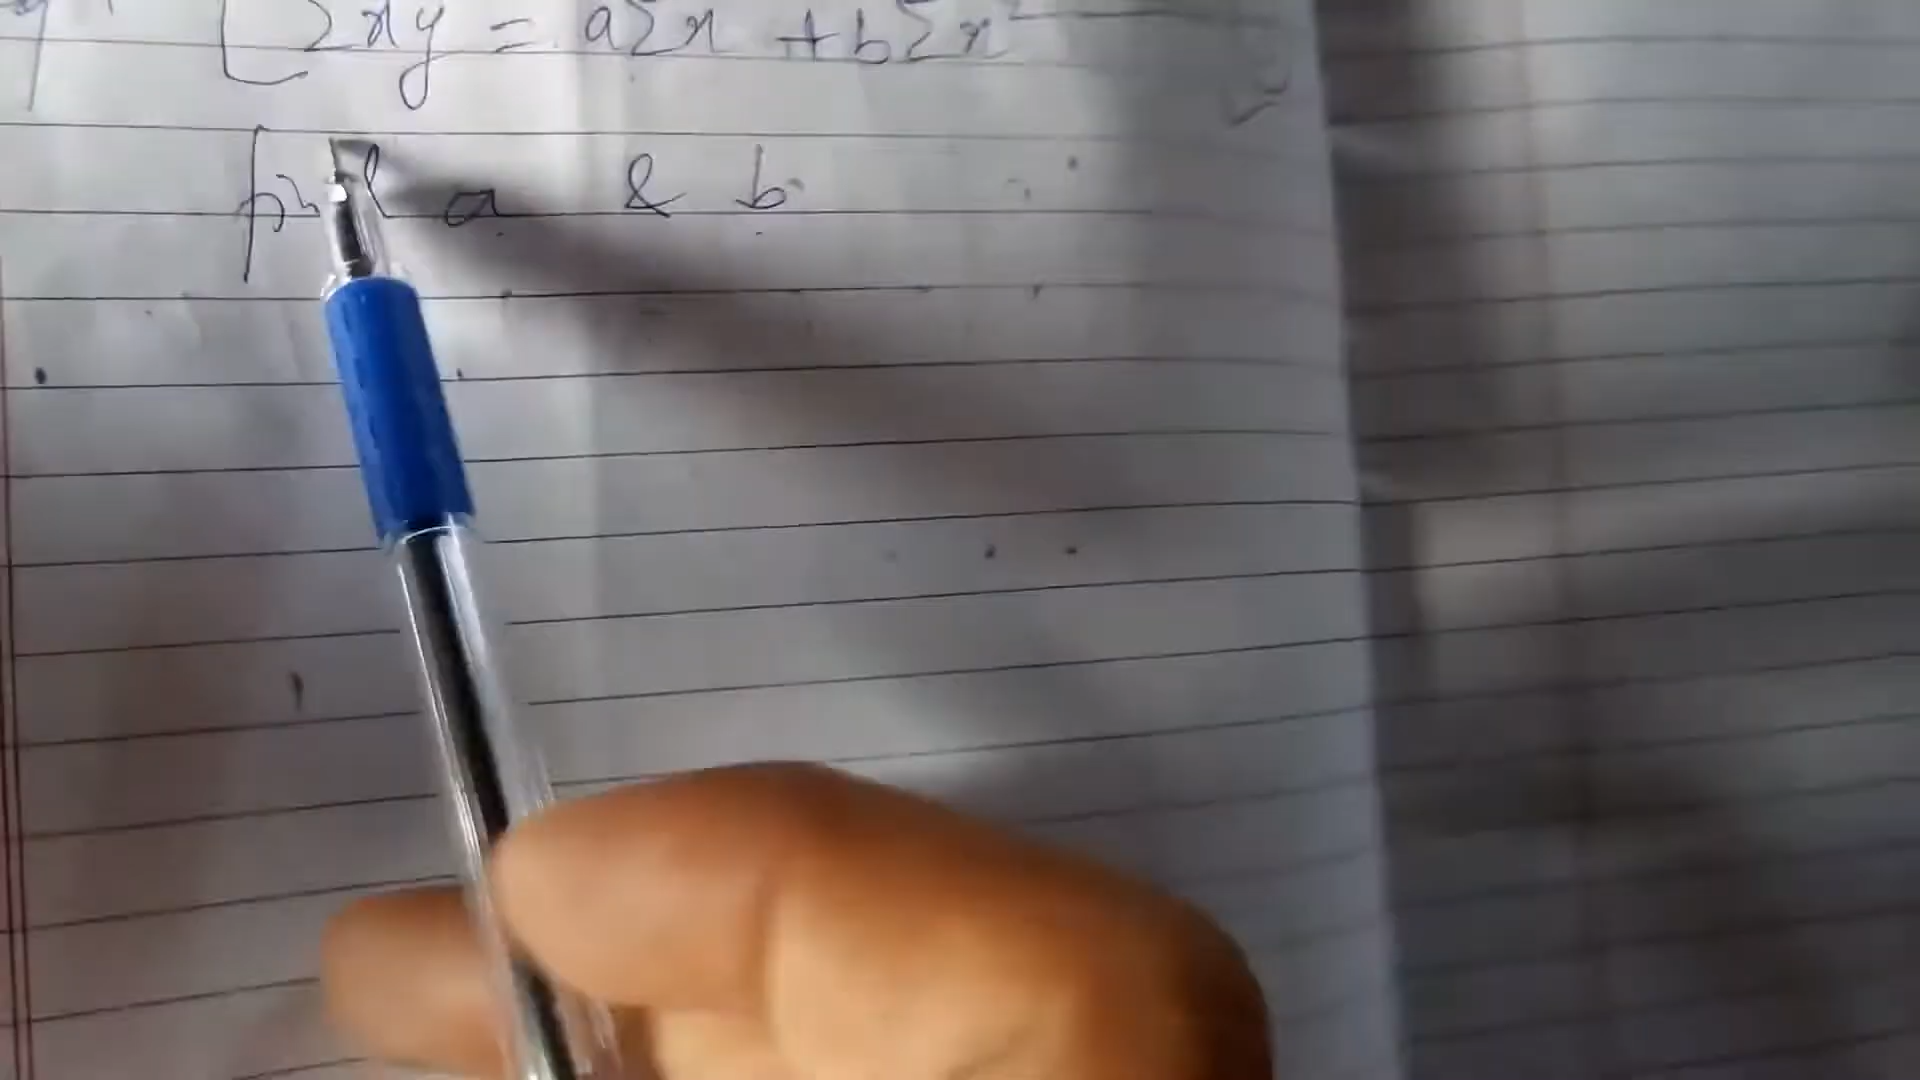 Σxy = aΣx + bΣx²
find a & b